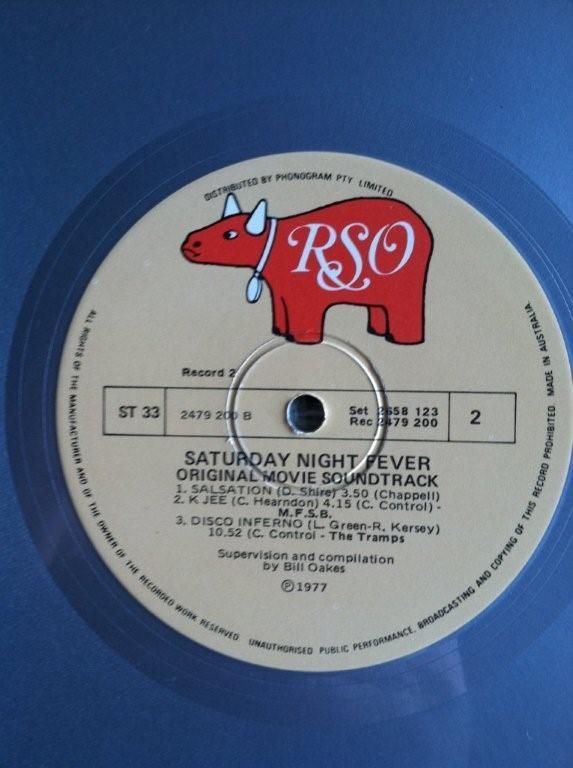 DISTRIBUTED BY PHONOGRAM PTY LIMITED
RSO
Record 2
ST 33
2479 200 B
Set 2658 123
Rec 2479 200
2
SATURDAY NIGHT FEVER
ORIGINAL MOVIE SOUNDTRACK
1. SALSATION (D. Shire) 3.50 (Chappell)
2. K JEE (C. Hearndon) 4.15 (C. Control) -
M.F.S.B.
3. DISCO INFERNO (L. Green-R. Kersey)
10.52 (C. Control - The Tramps
Supervision and compilation
by Bill Oakes
Ⓟ1977
ALL RIGHTS OF THE MANUFACTURER AND OF THE OWNER OF THE RECORDED WORK RESERVED UNAUTHORISED PUBLIC PERFORMANCE, BROADCASTING AND COPYING OF THIS RECORD PROHIBITED. MADE IN AUSTRALIA.